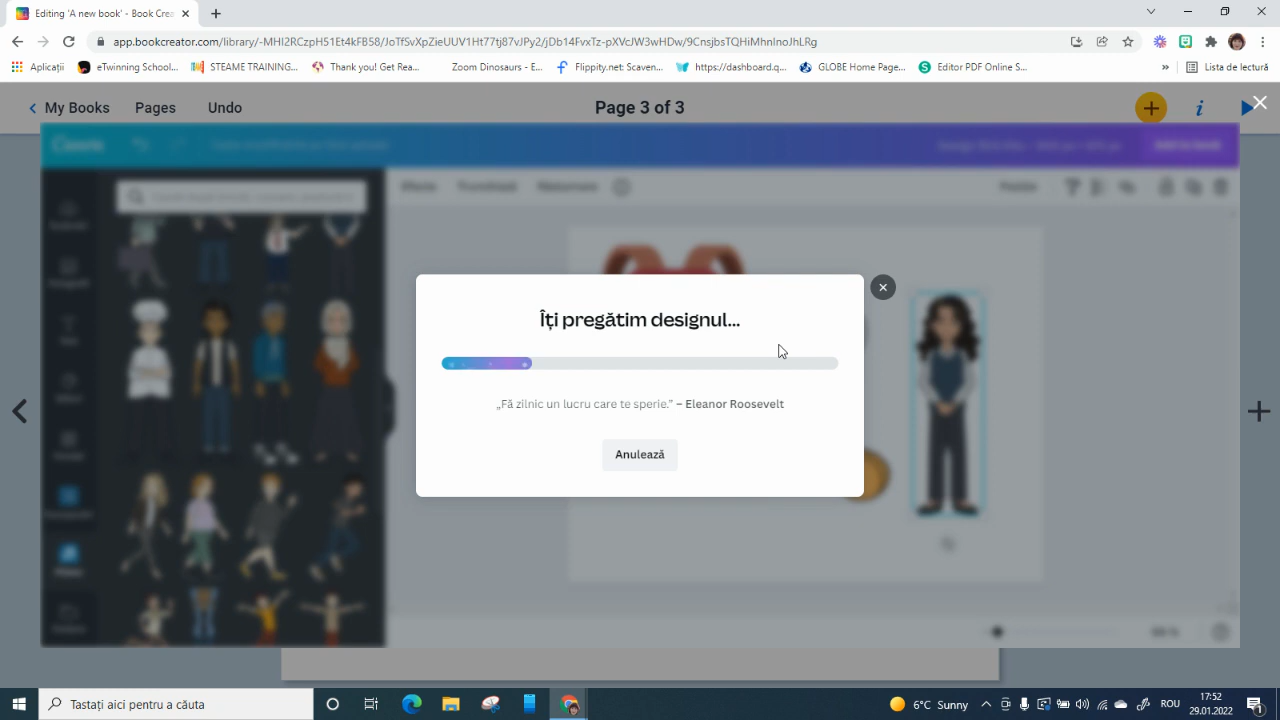 Editing 'A new book' - Book Crea
app.bookcreator.com/library/-MHI2RCzpH51Et4kFB58/JoTfSvXpZieUUV1Ht77tj87vJPy2/jDb14FvxTz-pXVcJW3wHDw/9CnsjbsTQHiMhnInoJhLRg
Aplicații
eTwinning School...
STEAME TRAINING...
Thank you! Get Rea...
Zoom Dinosaurs - E...
Flippity.net: Scaven...
https://dashboard.q...
GLOBE Home Page...
Editor PDF Online S...
»
Lista de lectură
My Books
Pages
Undo
Page 3 of 3
Canva
Îți pregătim designul...
„Fă zilnic un lucru care te sperie.” – Eleanor Roosevelt
Anulează
Tastați aici pentru a căuta
6°C Sunny
ROU
17:52
29.01.2022